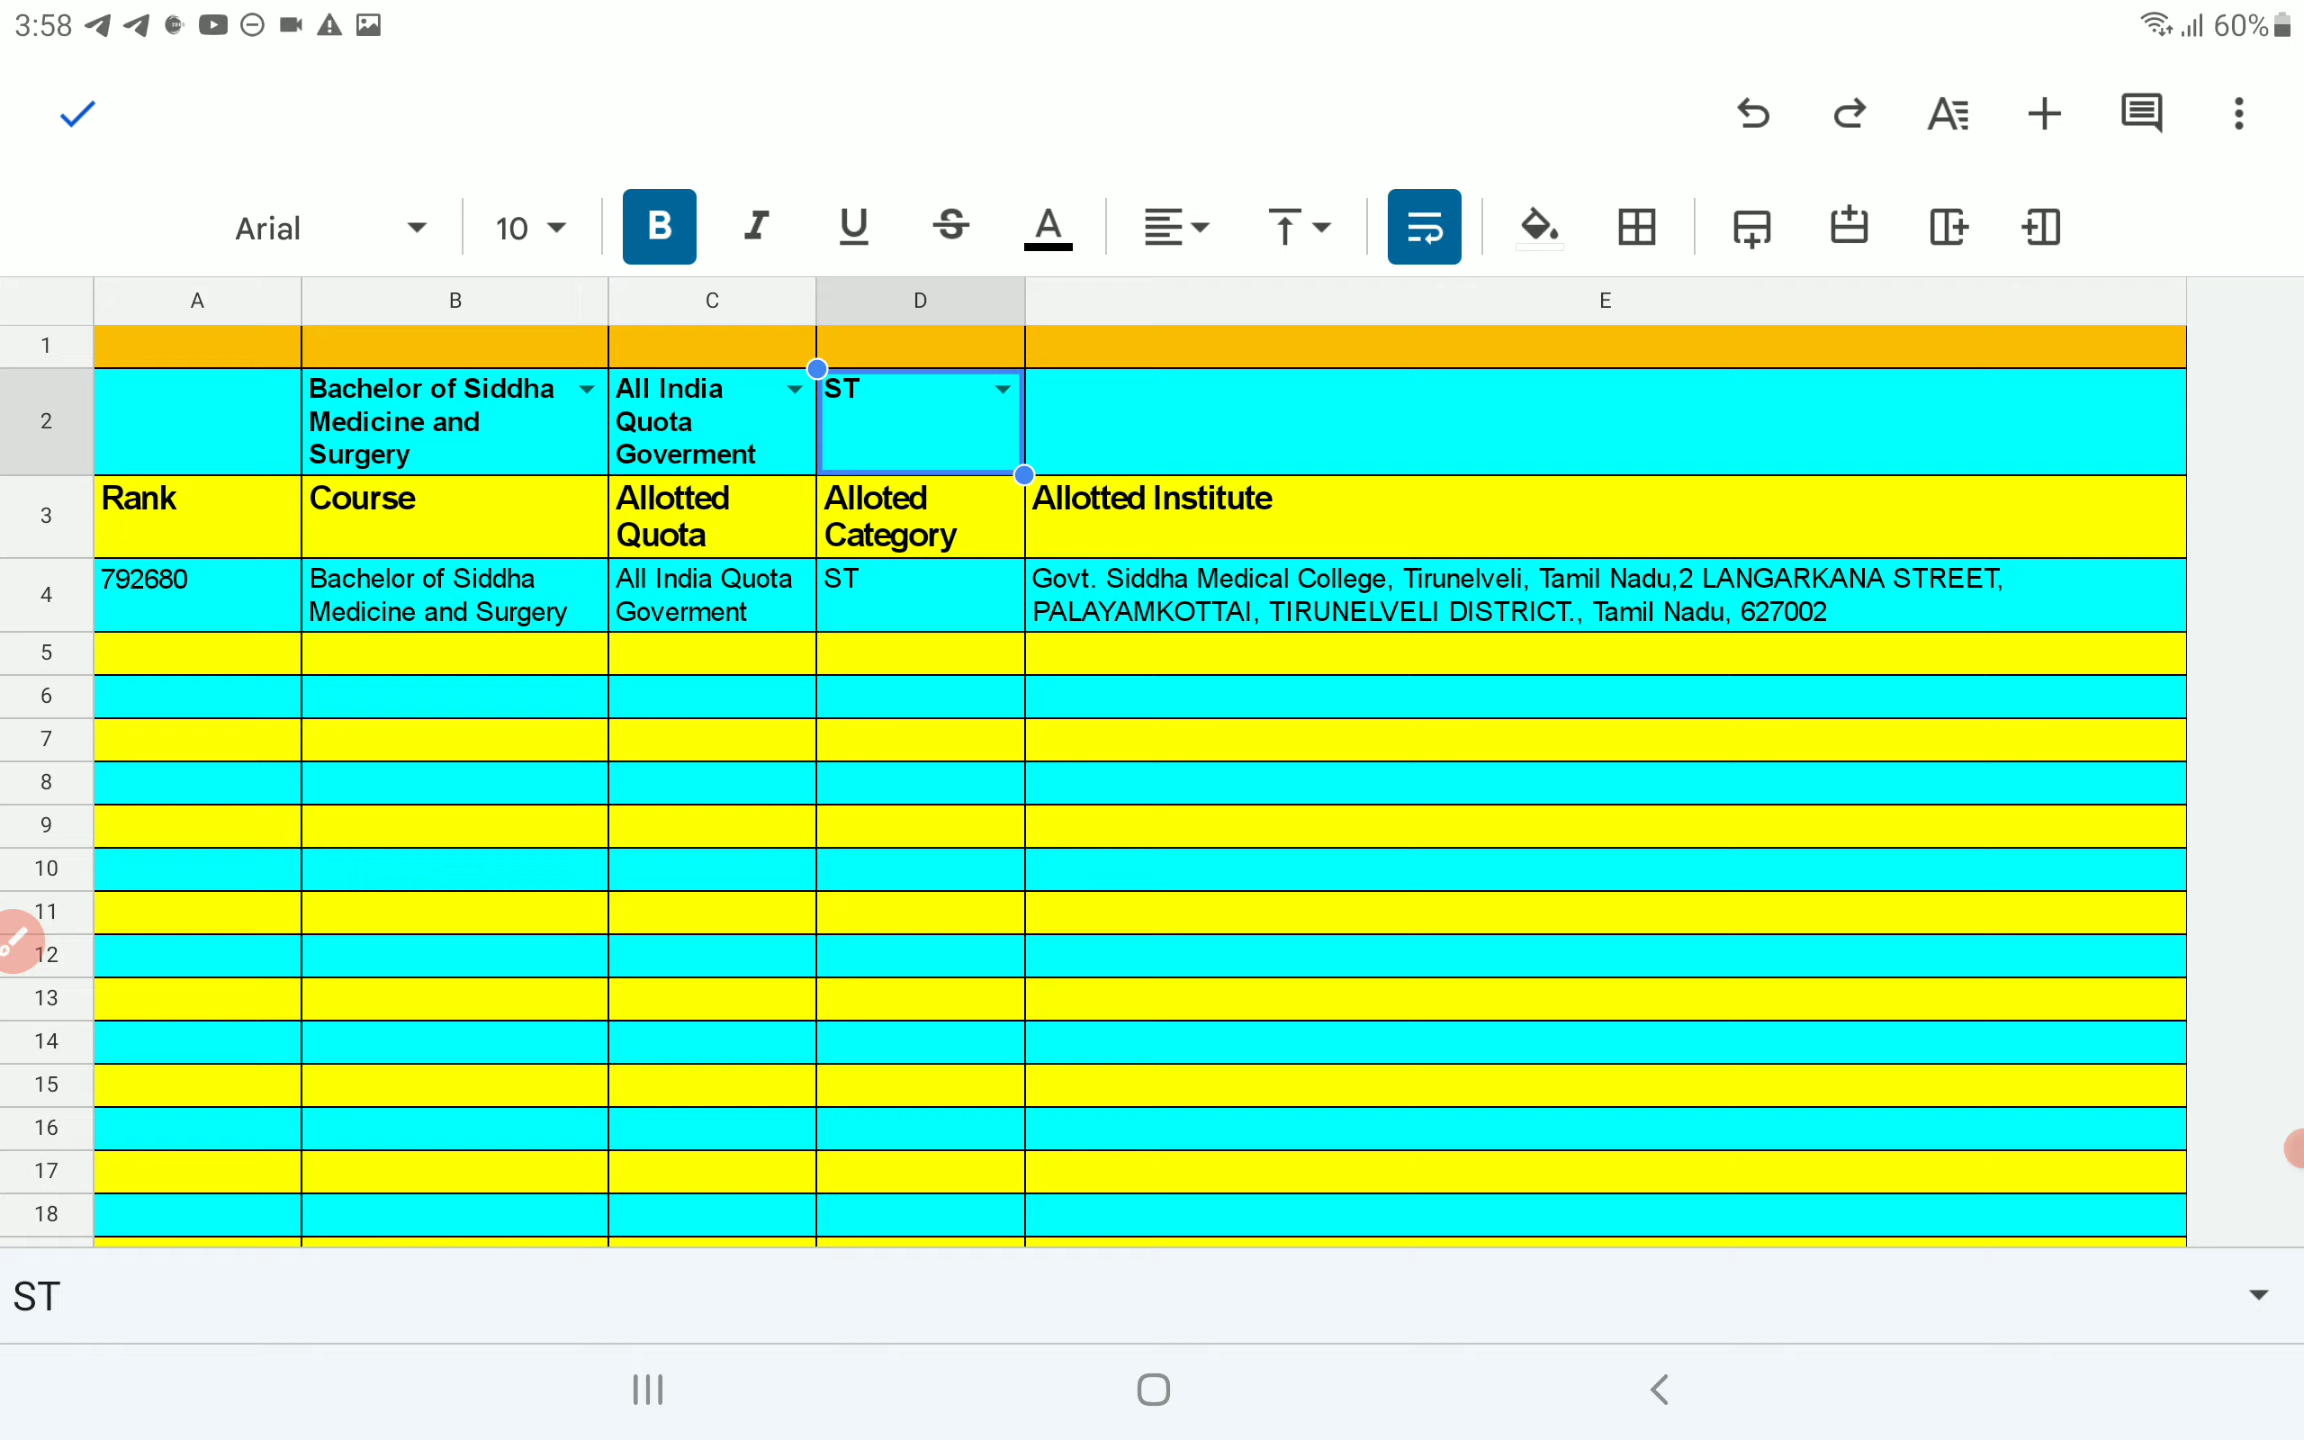 3:58
60%
Arial
10
B I U S A
A B C D E
1
2
Bachelor of Siddha
Medicine and
Surgery
All India
Quota
Goverment
ST
3
Rank
Course
Allotted
Quota
Alloted
Category
Allotted Institute
4
792680
Bachelor of Siddha
Medicine and Surgery
All India Quota
Goverment
ST
Govt. Siddha Medical College, Tirunelveli, Tamil Nadu,2 LANGARKANA STREET,
PALAYAMKOTTAI, TIRUNELVELI DISTRICT., Tamil Nadu, 627002
5
6
7
8
9
10
11
12
13
14
15
16
17
18
ST